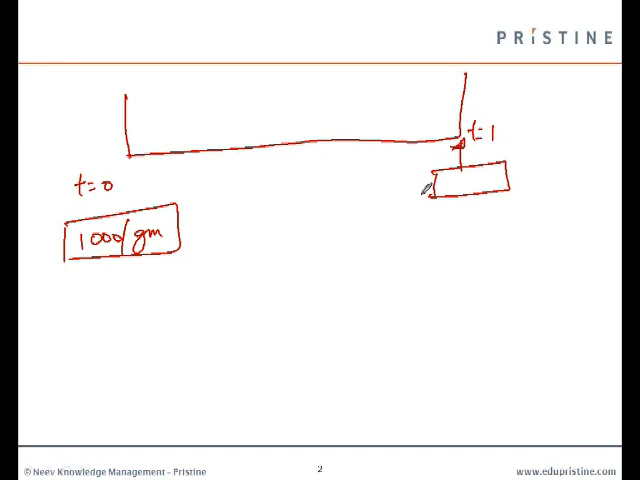 PRISTINE
t=1
t=0
1000/gm
© Neev Knowledge Management – Pristine
2
www.edupristine.com